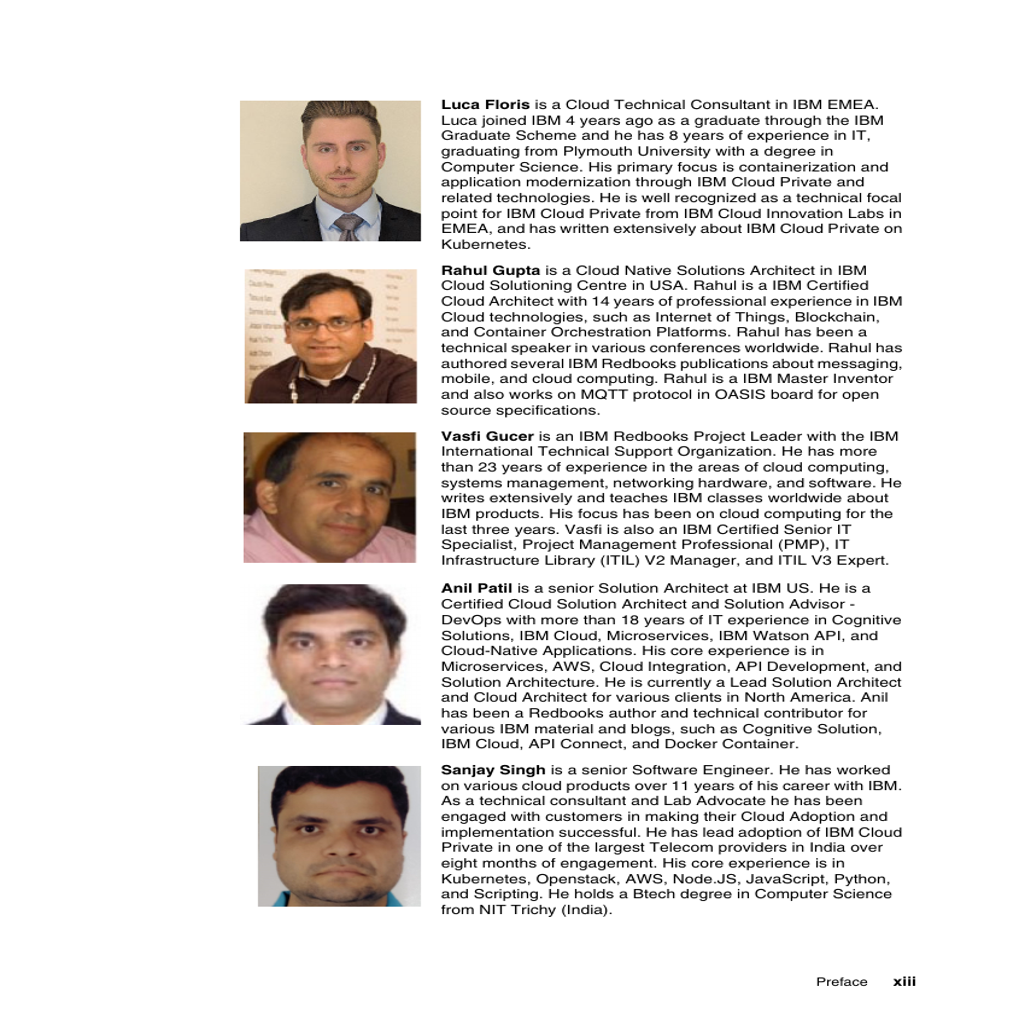 Luca Floris is a Cloud Technical Consultant in IBM EMEA.
Luca joined IBM 4 years ago as a graduate through the IBM
Graduate Scheme and he has 8 years of experience in IT,
graduating from Plymouth University with a degree in
Computer Science. His primary focus is containerization and
application modernization through IBM Cloud Private and
related technologies. He is well recognized as a technical focal
point for IBM Cloud Private from IBM Cloud Innovation Labs in
EMEA, and has written extensively about IBM Cloud Private on
Kubernetes.
Rahul Gupta is a Cloud Native Solutions Architect in IBM
Cloud Solutioning Centre in USA. Rahul is a IBM Certified
Cloud Architect with 14 years of professional experience in IBM
Cloud technologies, such as Internet of Things, Blockchain,
and Container Orchestration Platforms. Rahul has been a
technical speaker in various conferences worldwide. Rahul has
authored several IBM Redbooks publications about messaging,
mobile, and cloud computing. Rahul is a IBM Master Inventor
and also works on MQTT protocol in OASIS board for open
source specifications.
Vasfi Gucer is an IBM Redbooks Project Leader with the IBM
International Technical Support Organization. He has more
than 23 years of experience in the areas of cloud computing,
systems management, networking hardware, and software. He
writes extensively and teaches IBM classes worldwide about
IBM products. His focus has been on cloud computing for the
last three years. Vasfi is also an IBM Certified Senior IT
Specialist, Project Management Professional (PMP), IT
Infrastructure Library (ITIL) V2 Manager, and ITIL V3 Expert.
Anil Patil is a senior Solution Architect at IBM US. He is a
Certified Cloud Solution Architect and Solution Advisor -
DevOps with more than 18 years of IT experience in Cognitive
Solutions, IBM Cloud, Microservices, IBM Watson API, and
Cloud-Native Applications. His core experience is in
Microservices, AWS, Cloud Integration, API Development, and
Solution Architecture. He is currently a Lead Solution Architect
and Cloud Architect for various clients in North America. Anil
has been a Redbooks author and technical contributor for
various IBM material and blogs, such as Cognitive Solution,
IBM Cloud, API Connect, and Docker Container.
Sanjay Singh is a senior Software Engineer. He has worked
on various cloud products over 11 years of his career with IBM.
As a technical consultant and Lab Advocate he has been
engaged with customers in making their Cloud Adoption and
implementation successful. He has lead adoption of IBM Cloud
Private in one of the largest Telecom providers in India over
eight months of engagement. His core experience is in
Kubernetes, Openstack, AWS, Node.JS, JavaScript, Python,
and Scripting. He holds a Btech degree in Computer Science
from NIT Trichy (India).
Preface xiii